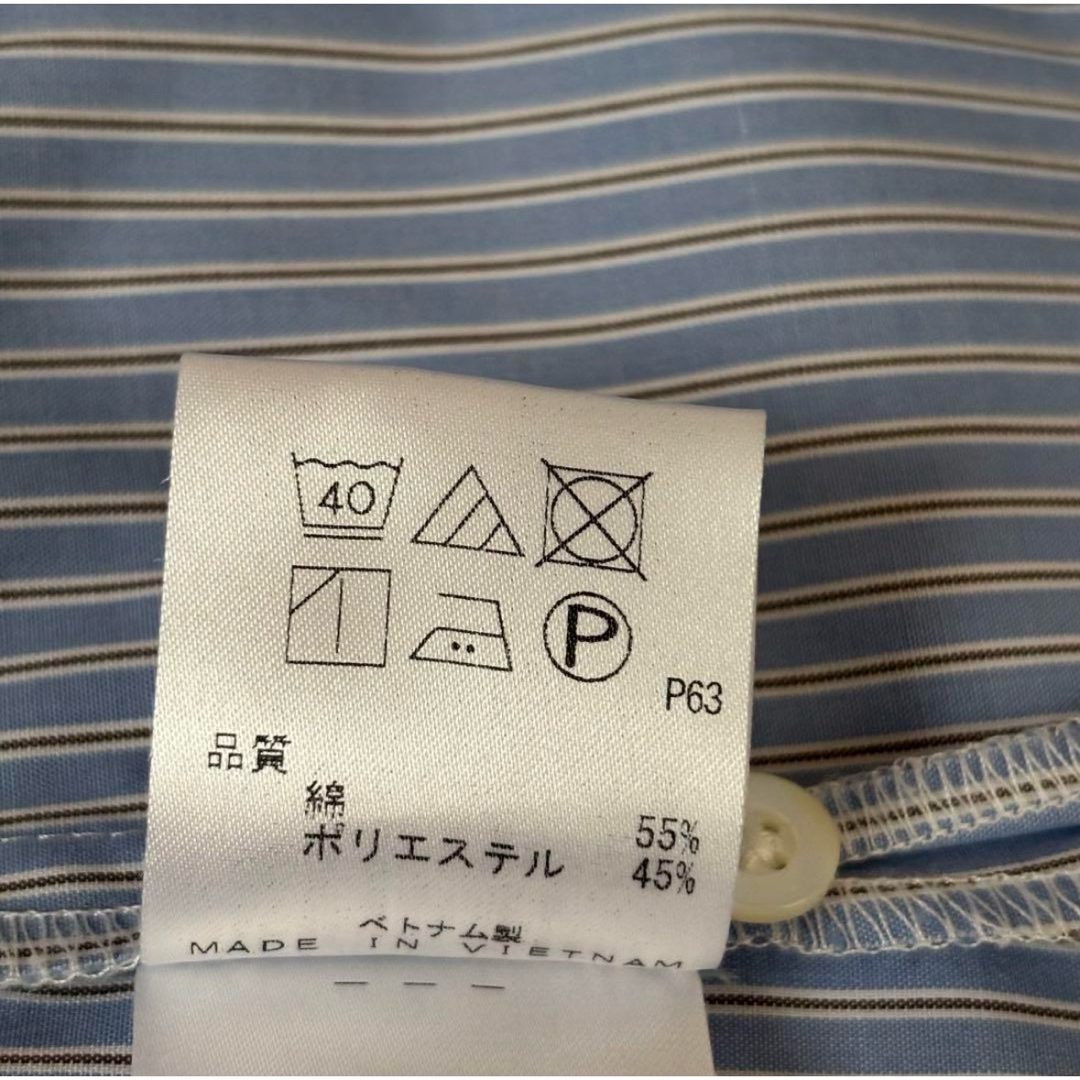 40
P
P63
品質
綿 55%
ポリエステル 45%
ベトナム製
MADE IN VIETNAM